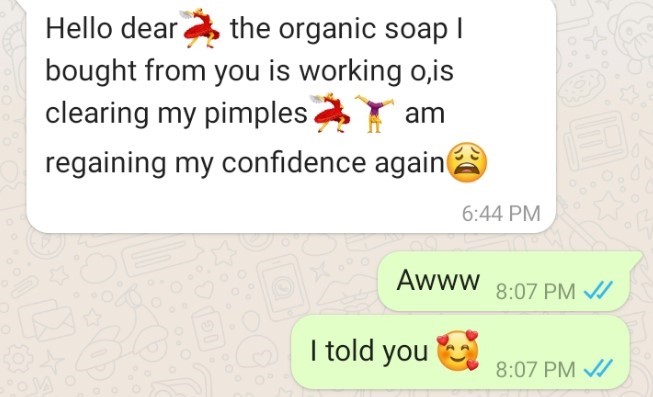 Hello dear💃 the organic soap I
bought from you is working o,is
clearing my pimples💃🤸 am
regaining my confidence again😩
6:44 PM
Awww 8:07 PM
I told you 🥰 8:07 PM